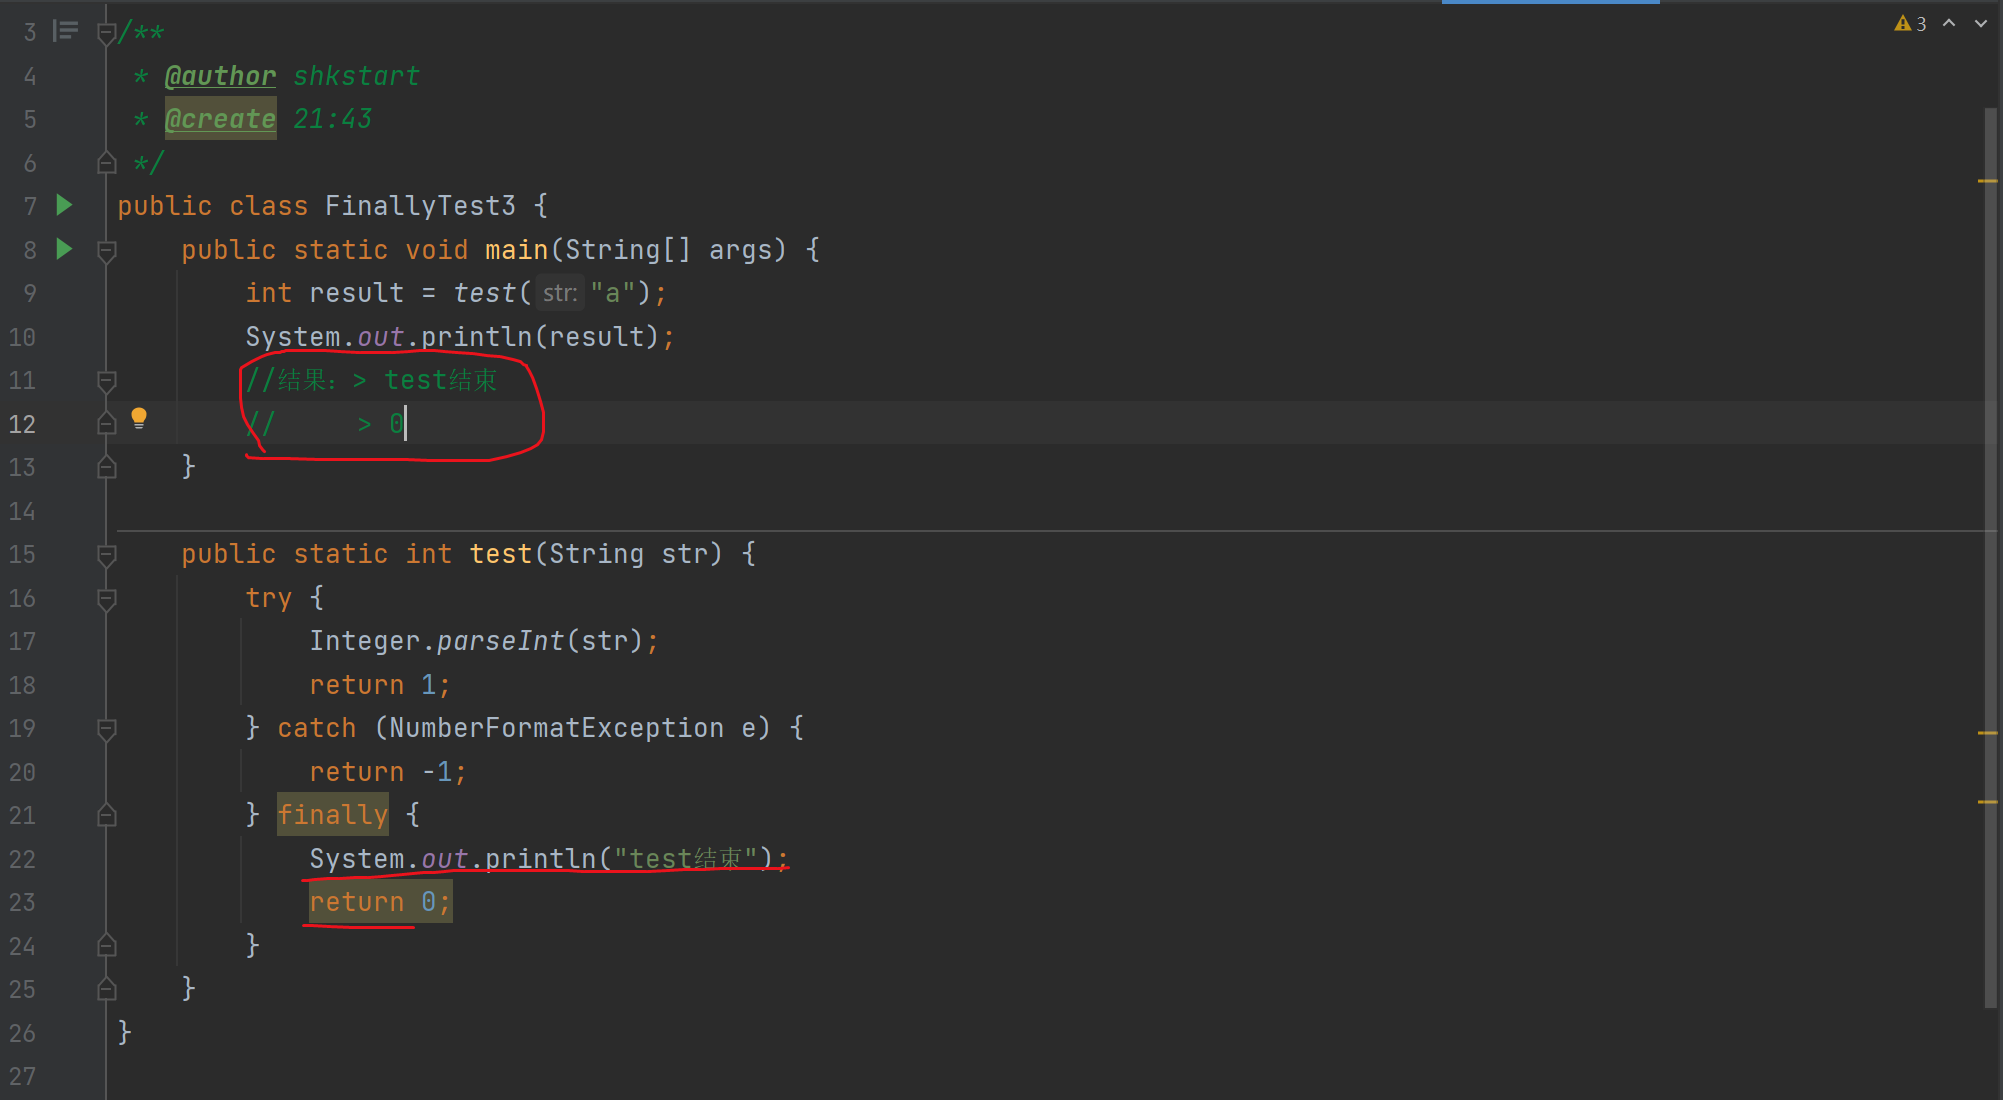 3 /**
4 * @author shkstart
5 * @create 21:43
6 */
7 public class FinallyTest3 {
8 public static void main(String[] args) {
9 int result = test( str: "a");
10 System.out.println(result);
11 //结果：> test结束
12 // > 0
13 }
14
15 public static int test(String str) {
16 try {
17 Integer.parseInt(str);
18 return 1;
19 } catch (NumberFormatException e) {
20 return -1;
21 } finally {
22 System.out.println("test结束");
23 return 0;
24 }
25 }
26 }
27
3